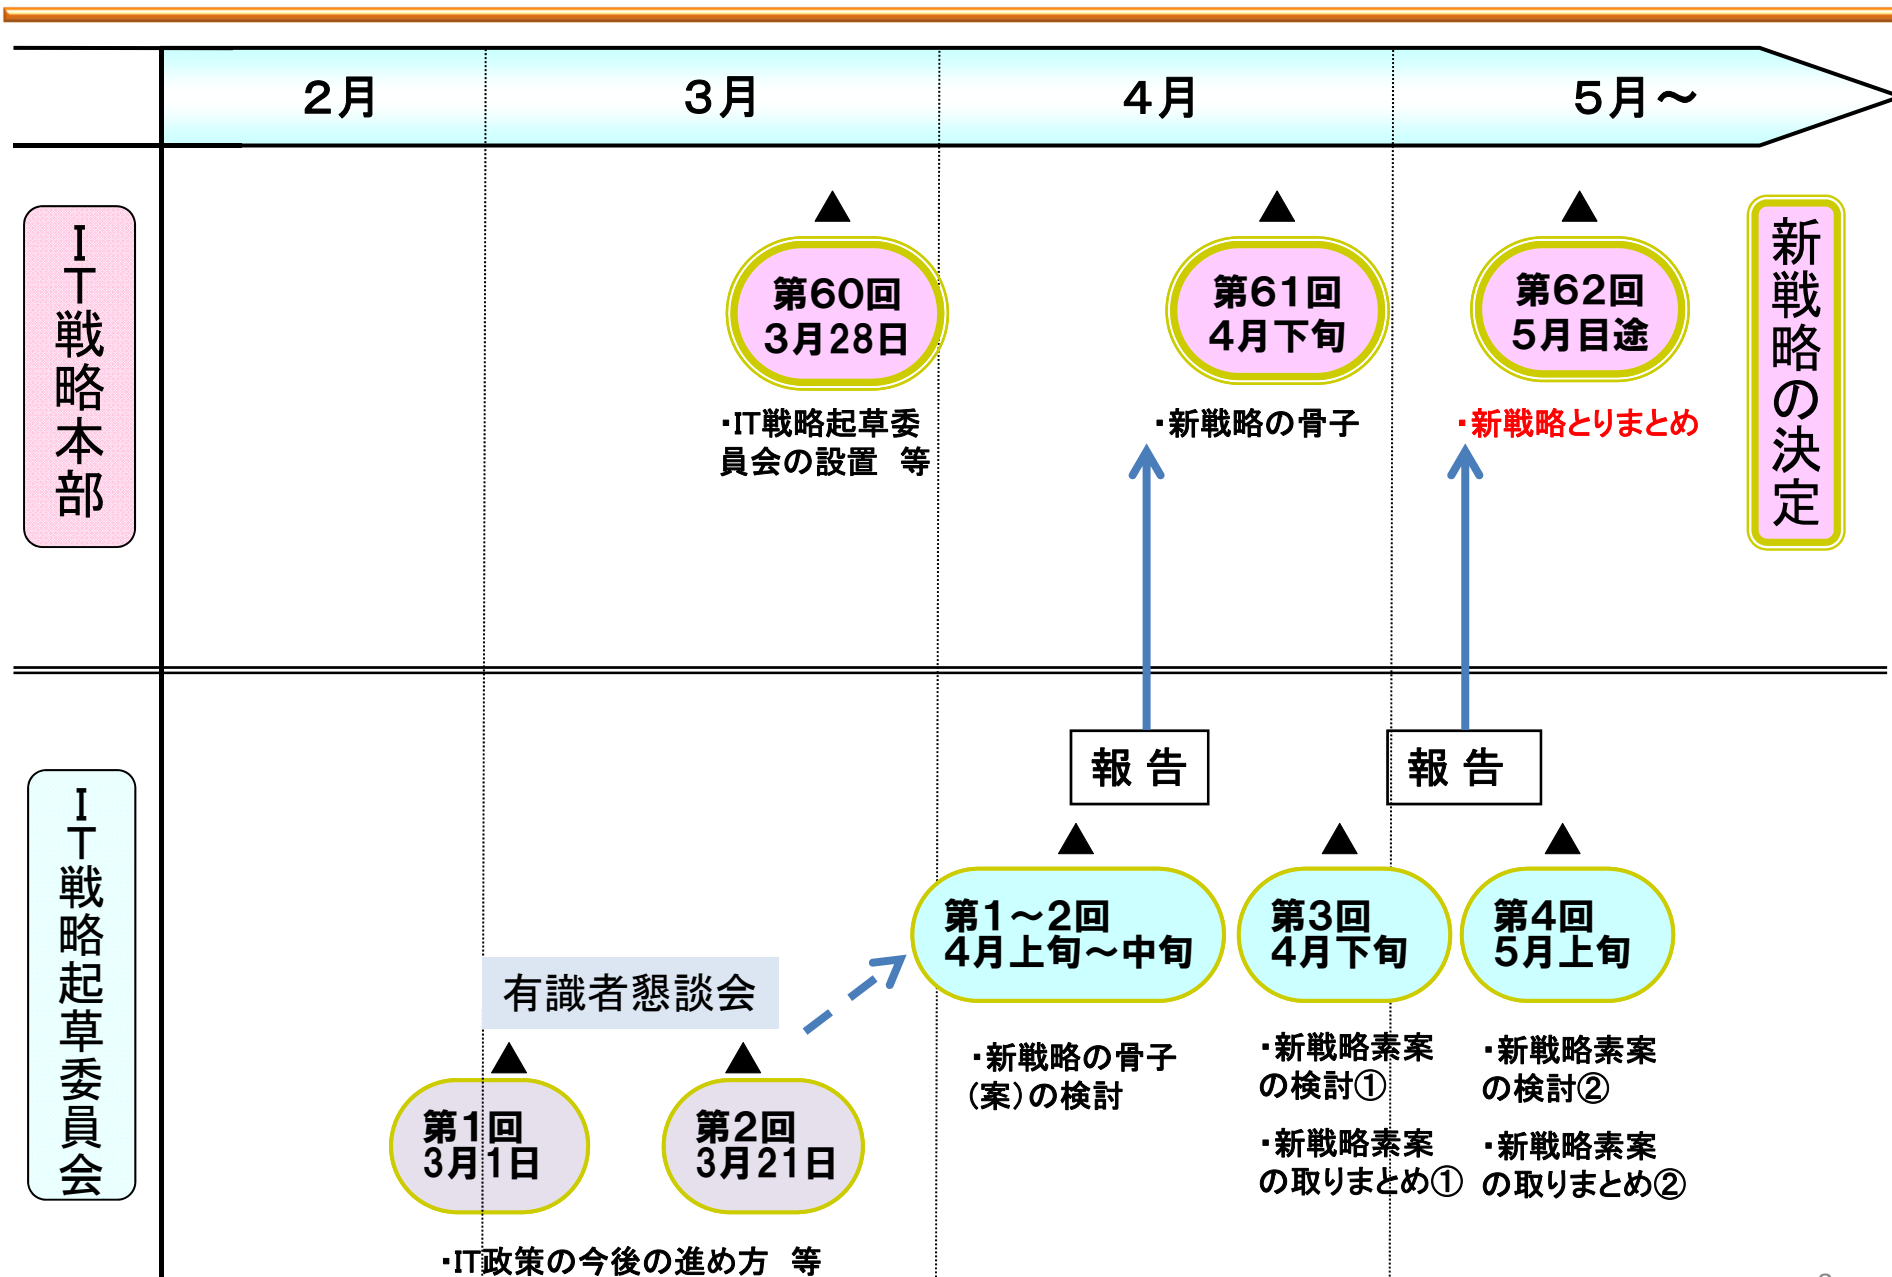 2月
3月
4月
5月～
IT戦略本部
第60回
3月28日
・IT戦略起草委
員会の設置　等
第61回
4月下旬
・新戦略の骨子
第62回
5月目途
・新戦略とりまとめ
新戦略の決定
IT戦略起草委員会
報 告
報 告
第1～2回
4月上旬～中旬
・新戦略の骨子
（案）の検討
第3回
4月下旬
・新戦略素案
の検討①
・新戦略素案
の取りまとめ①
第4回
5月上旬
・新戦略素案
の検討②
・新戦略素案
の取りまとめ②
有識者懇談会
第1回
3月1日
第2回
3月21日
・IT政策の今後の進め方　等